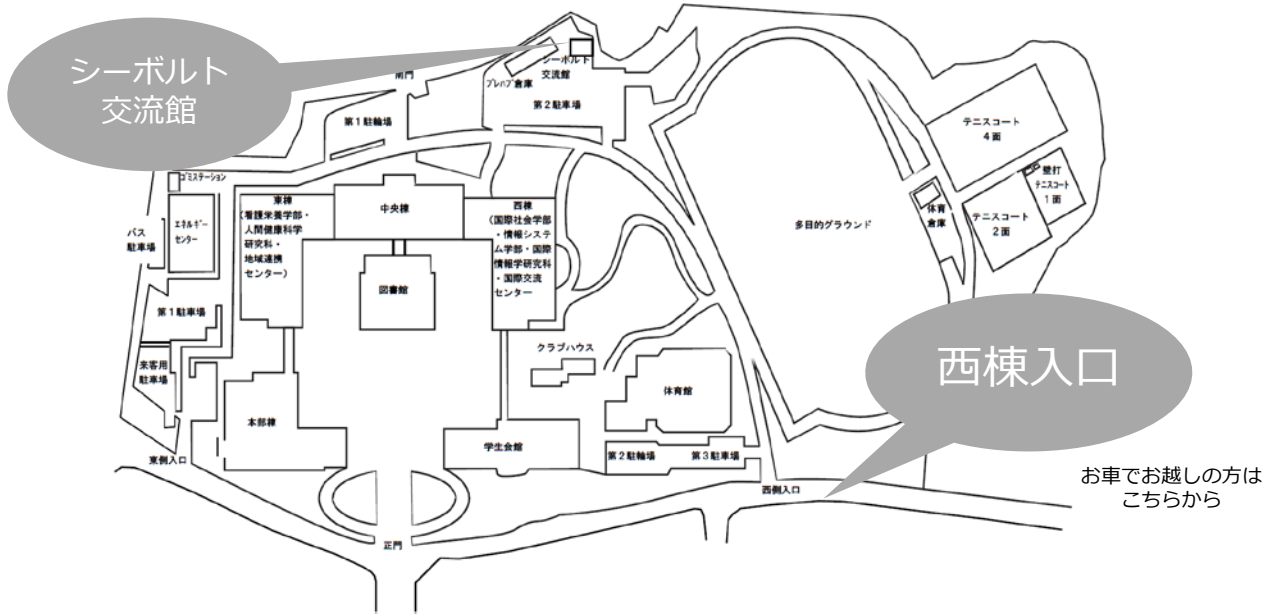 シーボルト
交流館
南門
シーボルト
交流館
プレハブ倉庫
第2駐車場
第1駐輪場
テニスコート
4面
壁打
テニスコート
1面
テニスコート
2面
体育
倉庫
多目的グラウンド
ゴミステーション
エネルギー
センター
バス
駐車場
東棟
(看護栄養学部・
人間健康科学
研究科・
地域連携
センター)
中央棟
西棟
(国際社会学部
・情報システ
ム学部・国際
情報学研究科
・国際交流
センター
図書館
第1駐車場
来客用
駐車場
クラブハウス
体育館
西棟入口
本部棟
学生会館
第2駐輪場
第3駐車場
東側入口
西側入口
お車でお越しの方は
こちらから
正門